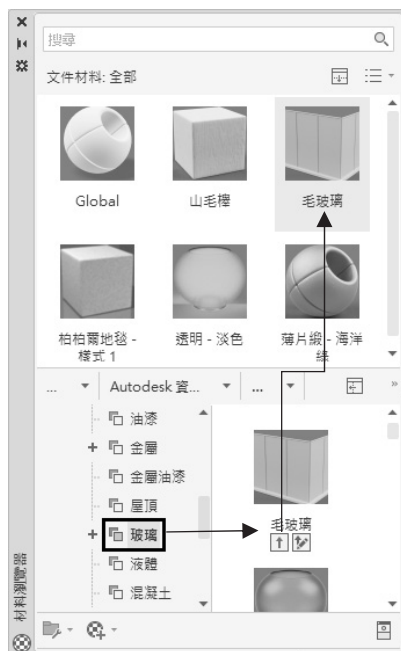 搜尋
文件材料: 全部
Global
山毛櫸
毛玻璃
柏柏爾地毯 -
樣式 1
透明 - 淡色
薄片緞 - 海洋
綠
... Autodesk 資... ...
油漆
金屬
金屬油漆
屋頂
玻璃
液體
混凝土
毛玻璃
材料瀏覽器